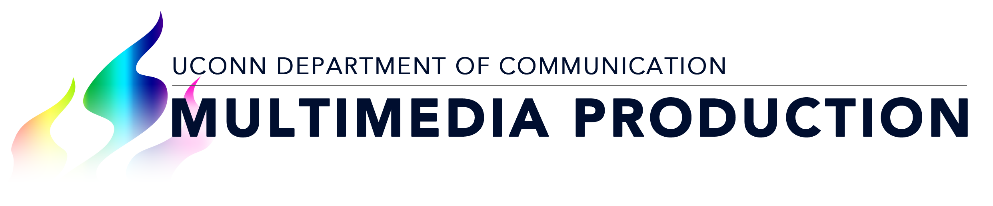 UCONN DEPARTMENT OF COMMUNICATION
MULTIMEDIA PRODUCTION